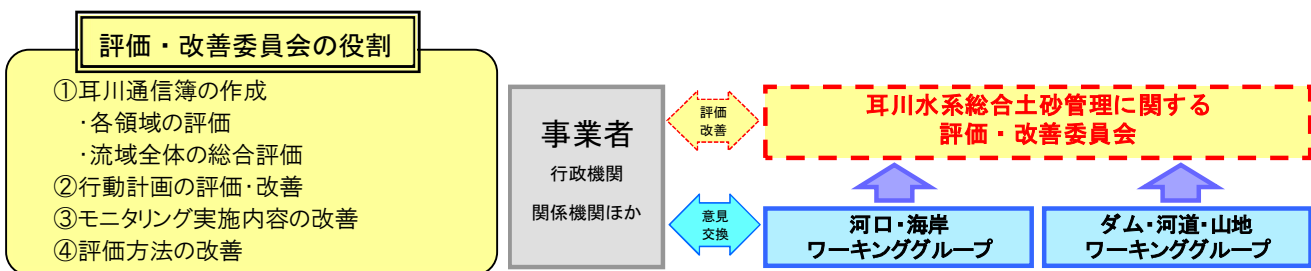 評価・改善委員会の役割
①耳川通信簿の作成
・各領域の評価
・流域全体の総合評価
②行動計画の評価・改善
③モニタリング実施内容の改善
④評価方法の改善
事業者
行政機関
関係機関ほか
評価
改善
意見
交換
耳川水系総合土砂管理に関する
評価・改善委員会
河口・海岸
ワーキンググループ
ダム・河道・山地
ワーキンググループ